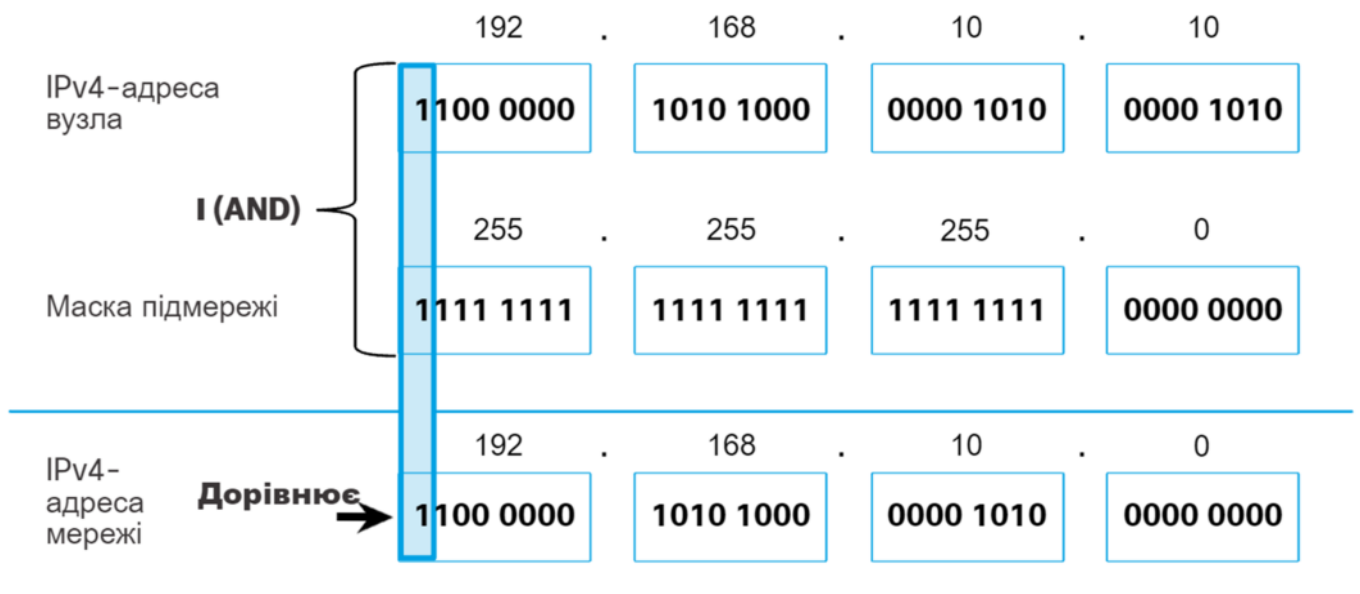 192 . 168 . 10 . 10
IPv4-адреса
вузла
1100 0000 1010 1000 0000 1010 0000 1010
І (AND)
255 . 255 . 255 . 0
Маска підмережі
1111 1111 1111 1111 1111 1111 0000 0000
192 . 168 . 10 . 0
IPv4-
адреса
мережі
Дорівнює
1100 0000 1010 1000 0000 1010 0000 0000